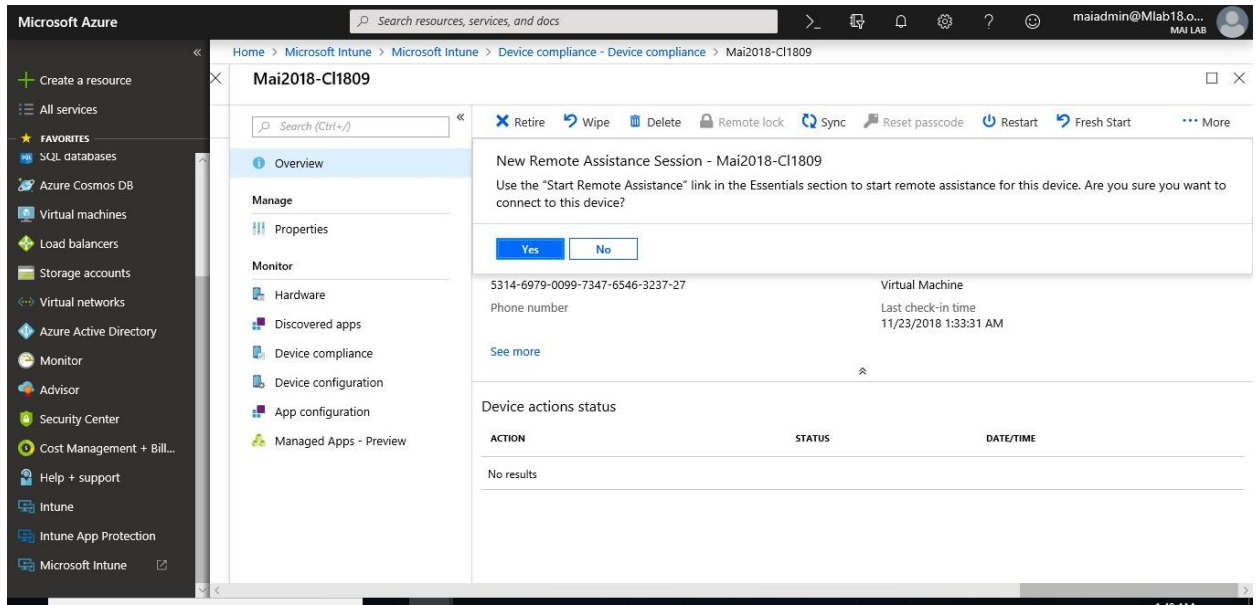 Microsoft Azure
Search resources, services, and docs
maiadmin@Mlab18.o...
MAI LAB
Home > Microsoft Intune > Microsoft Intune > Device compliance - Device compliance > Mai2018-Cl1809
Create a resource
All services
FAVORITES
SQL databases
Azure Cosmos DB
Virtual machines
Load balancers
Storage accounts
Virtual networks
Azure Active Directory
Monitor
Advisor
Security Center
Cost Management + Bill...
Help + support
Intune
Intune App Protection
Microsoft Intune
Mai2018-Cl1809
Search (Ctrl+/)
Overview
Manage
Properties
Monitor
Hardware
Discovered apps
Device compliance
Device configuration
App configuration
Managed Apps - Preview
Retire Wipe Delete Remote lock Sync Reset passcode Restart Fresh Start ... More
New Remote Assistance Session - Mai2018-Cl1809
Use the "Start Remote Assistance" link in the Essentials section to start remote assistance for this device. Are you sure you want to
connect to this device?
Yes No
5314-6979-0099-7347-6546-3237-27
Phone number
Virtual Machine
Last check-in time
11/23/2018 1:33:31 AM
See more
Device actions status
ACTION STATUS DATE/TIME
No results